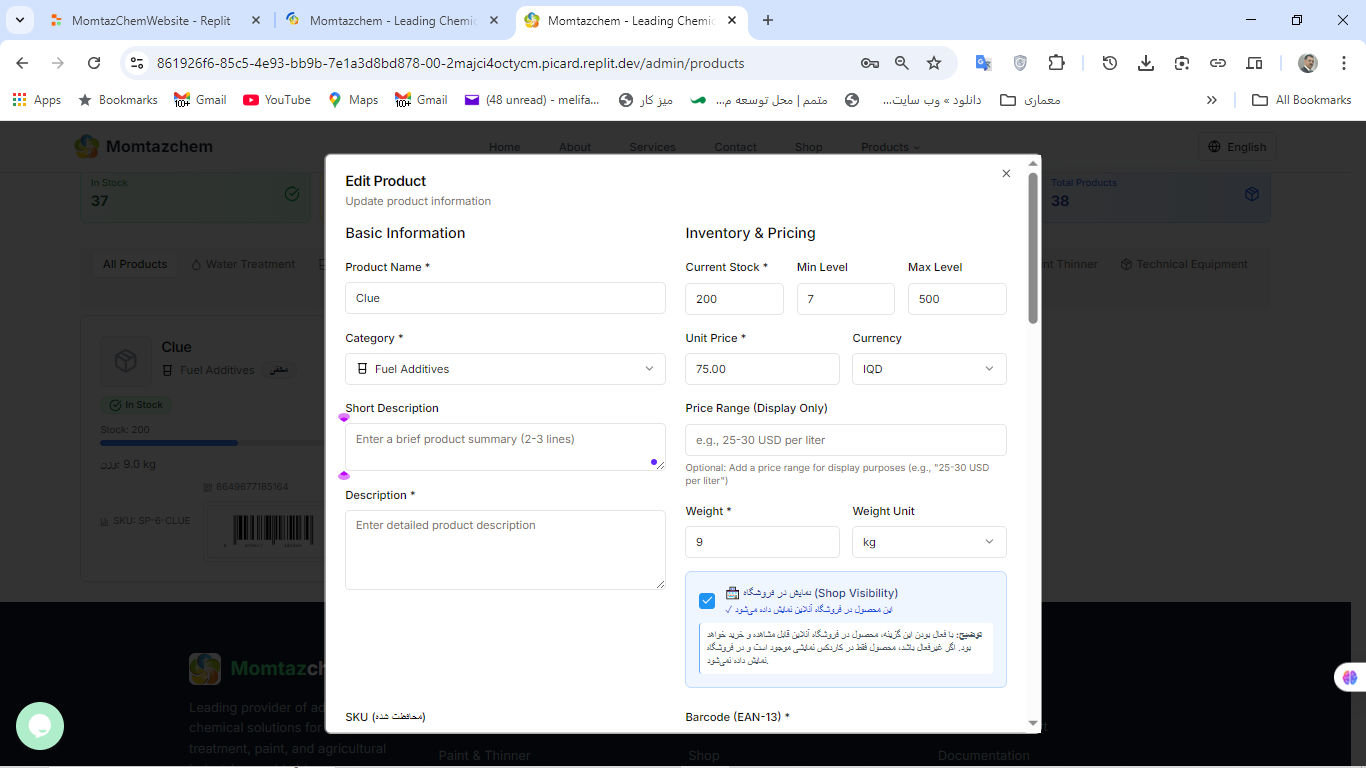 MomtazChemWebsite - Replit
Momtazchem - Leading Chemic
Momtazchem - Leading Chemic
861926f6-85c5-4e93-bb9b-7e1a3d8bd878-00-2majci4octycm.picard.replit.dev/admin/products
Apps
Bookmarks
Gmail
YouTube
Maps
Gmail
(48 unread) - melifa...
میز کار
متمم | محل توسعه م...
دانلود » وب سایت...
معماری
All Bookmarks
Momtazchem
Home
About
Services
Contact
Shop
Products
English
In Stock
37
Total Products
38
All Products
Water Treatment
nt Thinner
Technical Equipment
Clue
Fuel Additives
مخفی
In Stock
Stock: 200
وزن: 9.0 kg
8649677185164
SKU: SP-6-CLUE
Edit Product
Update product information
Basic Information
Product Name *
Clue
Category *
Fuel Additives
Short Description
Enter a brief product summary (2-3 lines)
Description *
Enter detailed product description
SKU (محافظت شده)
Inventory & Pricing
Current Stock *
Min Level
Max Level
200
7
500
Unit Price *
Currency
75.00
IQD
Price Range (Display Only)
e.g., 25-30 USD per liter
Optional: Add a price range for display purposes (e.g., "25-30 USD
per liter")
Weight *
Weight Unit
9
kg
نمایش در فروشگاه (Shop Visibility)
✓ این محصول در فروشگاه آنلاین نمایش داده می‌شود
توضیح: با فعال بودن این گزینه، محصول در فروشگاه آنلاین قابل مشاهده و خرید خواهد
بود. اگر غیرفعال باشد، محصول فقط در کاردکس نمایشی موجود است و در فروشگاه
نمایش داده نمی‌شود.
Barcode (EAN-13) *
Momtazch
Leading provider of ad
chemical solutions for
treatment, paint, and agricultural
Paint & Thinner
Shop
Documentation